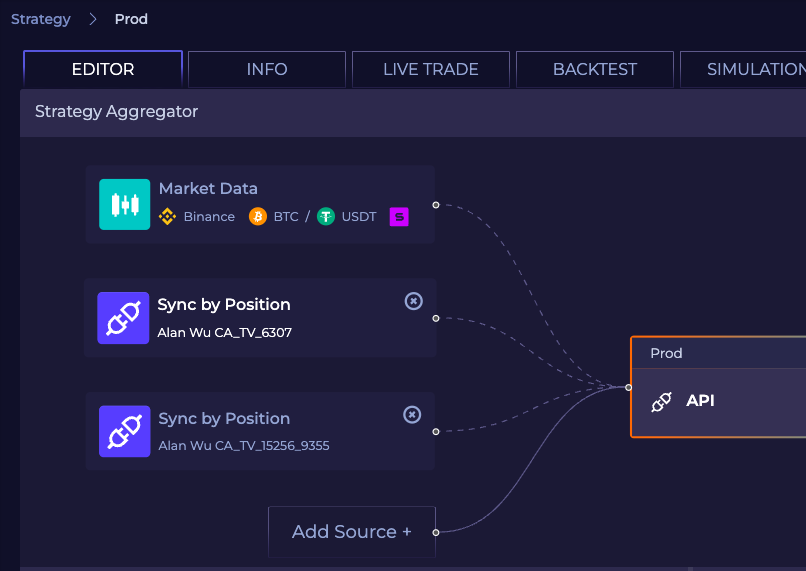 Strategy > Prod
EDITOR INFO LIVE TRADE BACKTEST SIMULATION
Strategy Aggregator
Market Data
Binance BTC / USDT S
Sync by Position
Alan Wu CA_TV_6307
Sync by Position
Alan Wu CA_TV_15256_9355
Add Source +
Prod
API